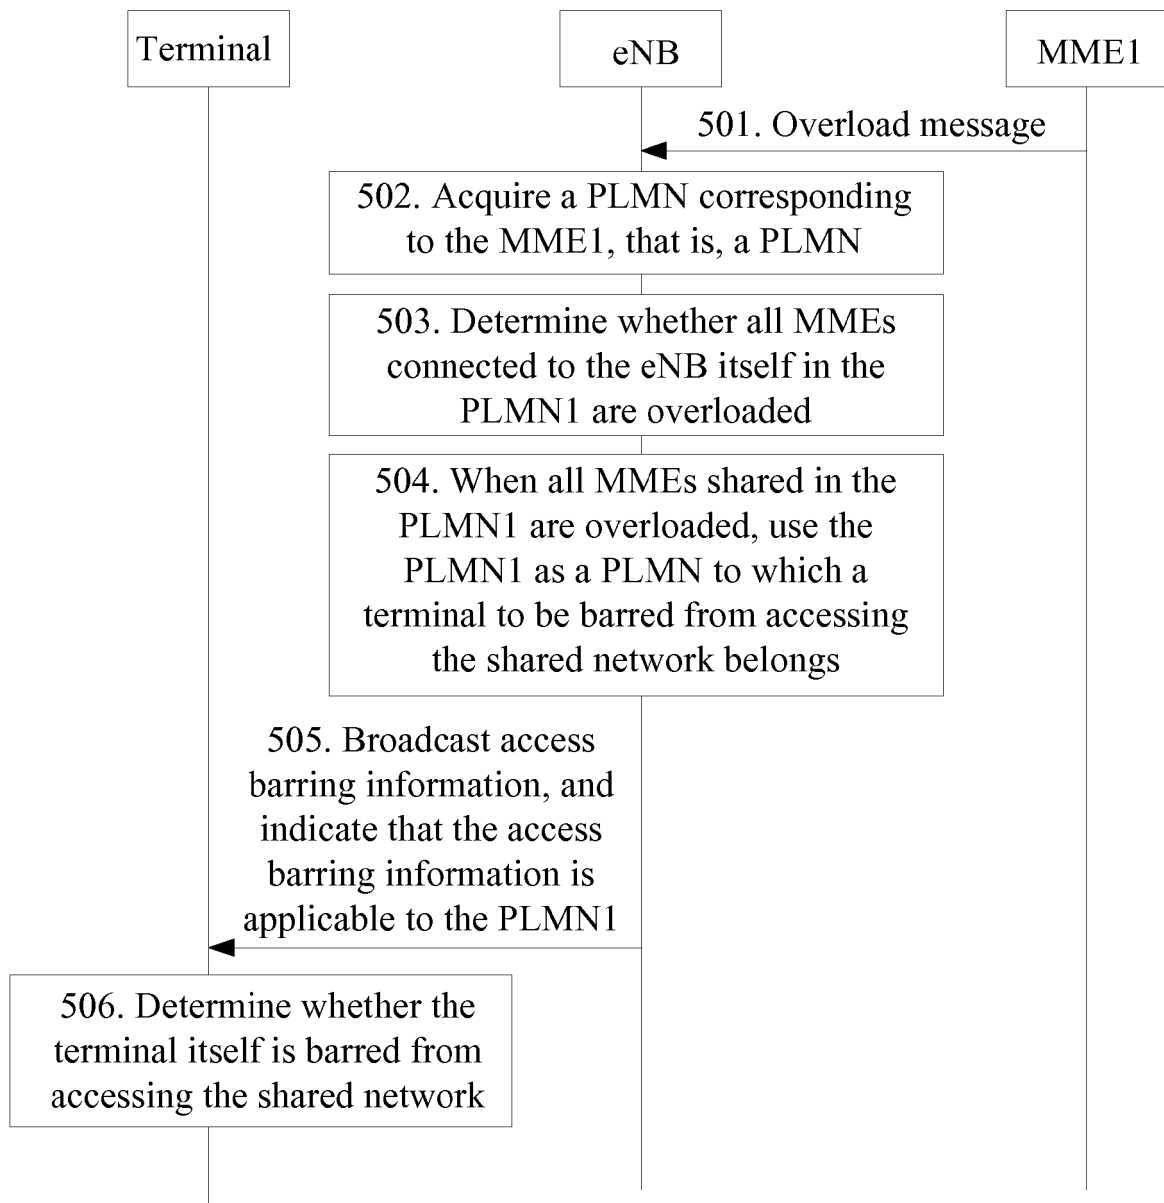 Terminal
eNB
MME1
501. Overload message
502. Acquire a PLMN corresponding
to the MME1, that is, a PLMN
503. Determine whether all MMEs
connected to the eNB itself in the
PLMN1 are overloaded
504. When all MMEs shared in the
PLMN1 are overloaded, use the
PLMN1 as a PLMN to which a
terminal to be barred from accessing
the shared network belongs
505. Broadcast access
barring information, and
indicate that the access
barring information is
applicable to the PLMN1
506. Determine whether the
terminal itself is barred from
accessing the shared network